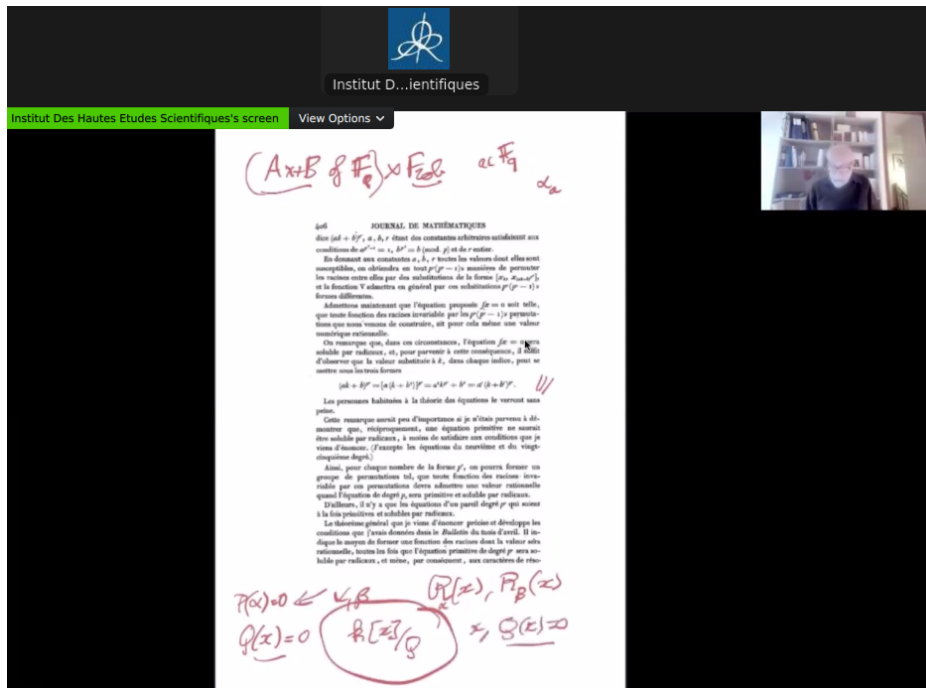 Institut D...ientifiques
Institut Des Hautes Etudes Scientifiques's screen View Options
(Ax+B of 𝔽q) × Frob a∈ 𝔽q
αa
406 JOURNAL DE MATHÉMATIQUES
dice (ak + b)^{p^r}, a, b, r étant des constantes arbitraires satisfaisant aux
conditions de a^{p^ν−1} = 1, b^{p^ν} = b (mod. p) et de r entier.
En donnant aux constantes a, b, r toutes les valeurs dont elles sont
susceptibles, on obtiendra en tout p^ν(p^ν − 1)ν manières de permuter
les racines entre elles par des substitutions de la forme
et la fonction V admettra en général par ces substitutions p^ν(p^ν − 1)ν
formes différentes.
Admettons maintenant que l'équation proposée fx = 0 soit telle,
que toute fonction des racines invariable par les p^ν(p^ν − 1)ν permuta-
tions que nous venons de construire, ait pour cela même une valeur
numérique rationnelle.
On remarque que, dans ces circonstances, l'équation fx = 0 sera
soluble par radicaux, et, pour parvenir à cette conséquence, il suffit
d'observer que la valeur substituée à k, dans chaque indice, peut se
mettre sous les trois formes
(ak + b)^{p^r} = [a(k + b')]^{p^r} = a'k^{p^r} + b'' = a'(k + b')^{p^r}.
Les personnes habituées à la théorie des équations le verront sans
peine.
Cette remarque aurait peu d'importance si je n'étais parvenu à dé-
montrer que, réciproquement, une équation primitive ne saurait
être soluble par radicaux, à moins de satisfaire aux conditions que je
viens d'énoncer. (J'excepte les équations du neuvième et du vingt-
cinquième degré.)
Ainsi, pour chaque nombre de la forme p^ν, on pourra former un
groupe de permutations tel, que toute fonction des racines inva-
riable par ces permutations devra admettre une valeur rationnelle
quand l'équation de degré p^ν sera primitive et soluble par radicaux.
D'ailleurs, il n'y a que les équations d'un pareil degré p^ν qui soient
à la fois primitives et solubles par radicaux.
Le théorème général que je viens d'énoncer précise et développe les
conditions que j'avais données dans le Bulletin du mois d'avril. Il in-
dique le moyen de former une fonction des racines dont la valeur sera
rationnelle, toutes les fois que l'équation primitive de degré p^ν sera so-
luble par radicaux, et mène, par conséquent, aux caractères de réso-
P(α)=0 α, β Rα(x), Rβ(x)
Q(x)=0 k[x]/Q x, Q(x)=0